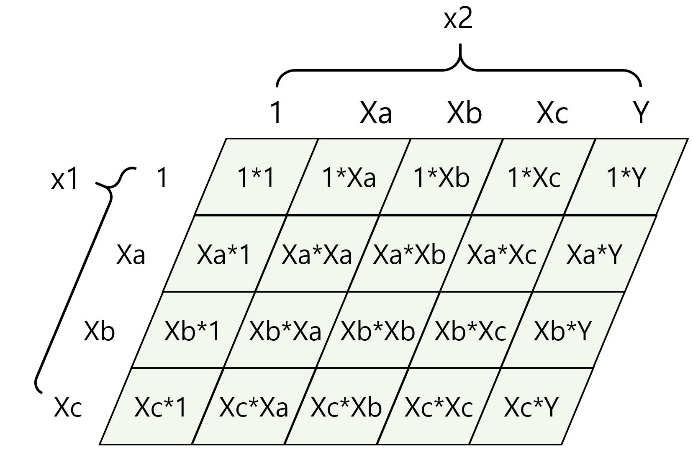 x2
1 Xa Xb Xc Y
x1 1 1*1 1*Xa 1*Xb 1*Xc 1*Y
Xa Xa*1 Xa*Xa Xa*Xb Xa*Xc Xa*Y
Xb Xb*1 Xb*Xa Xb*Xb Xb*Xc Xb*Y
Xc Xc*1 Xc*Xa Xc*Xb Xc*Xc Xc*Y